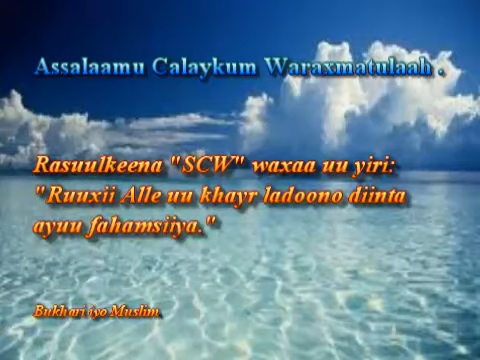 Assalaamu Calaykum Waraxmatulaah .
Rasuulkeena "SCW" waxaa uu yiri:
"Ruuxii Alle uu khayr ladoono diinta
ayuu fahamsiiya."
Bukhari iyo Muslim